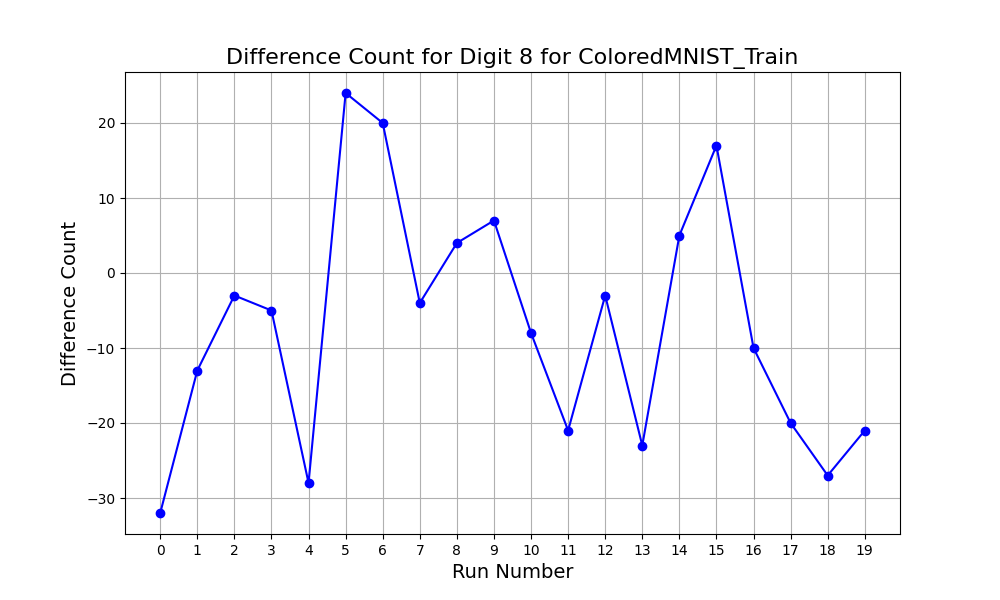 Difference Count for Digit 8 for ColoredMNIST_Train
Difference Count
20
10
0
−10
−20
−30
0 1 2 3 4 5 6 7 8 9 10 11 12 13 14 15 16 17 18 19
Run Number